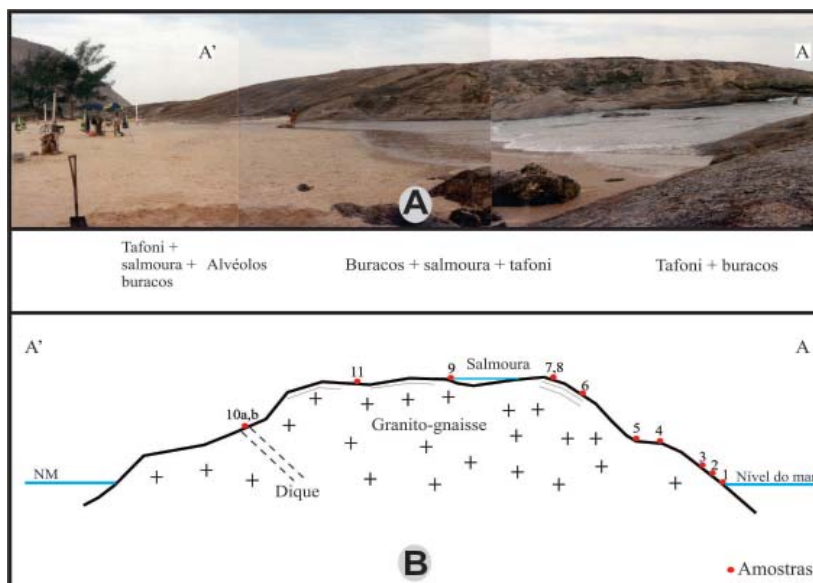 A'
A
A
Tafoni +
salmoura + Alvéolos
buracos
Buracos + salmoura + tafoni
Tafoni + buracos
A'
A
11
9
Salmoura
7,8
6
10a,b
Granito-gnaisse
5
4
3
2
1
NM
Nível do mar
Dique
B
Amostras